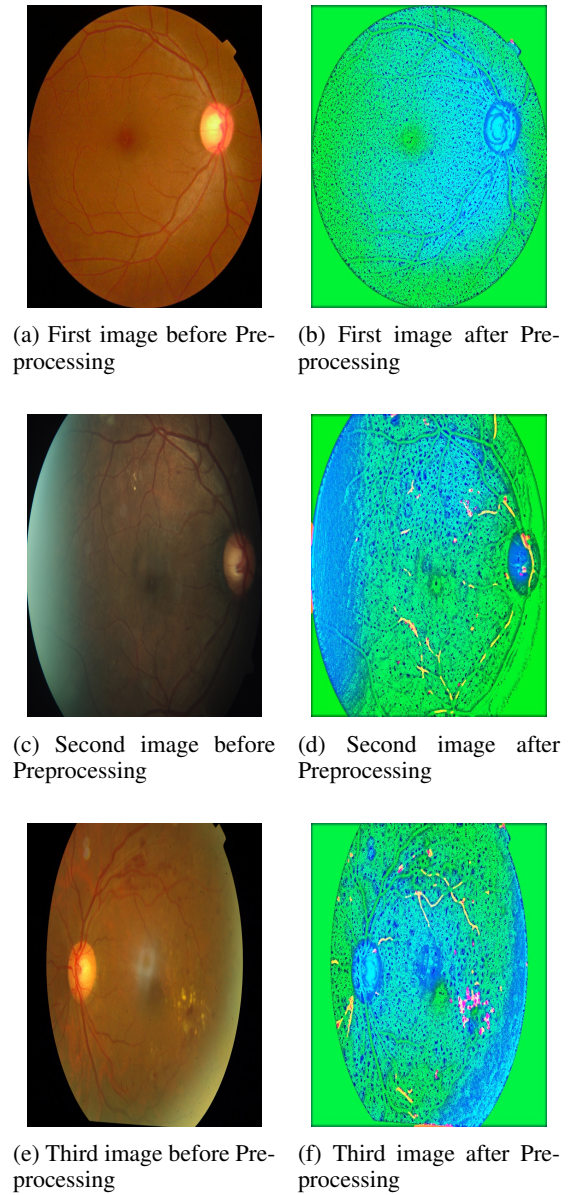 (a) First image before Pre-
processing
(b) First image after Pre-
processing
(c) Second image before
Preprocessing
(d) Second image after
Preprocessing
(e) Third image before Pre-
processing
(f) Third image after Pre-
processing